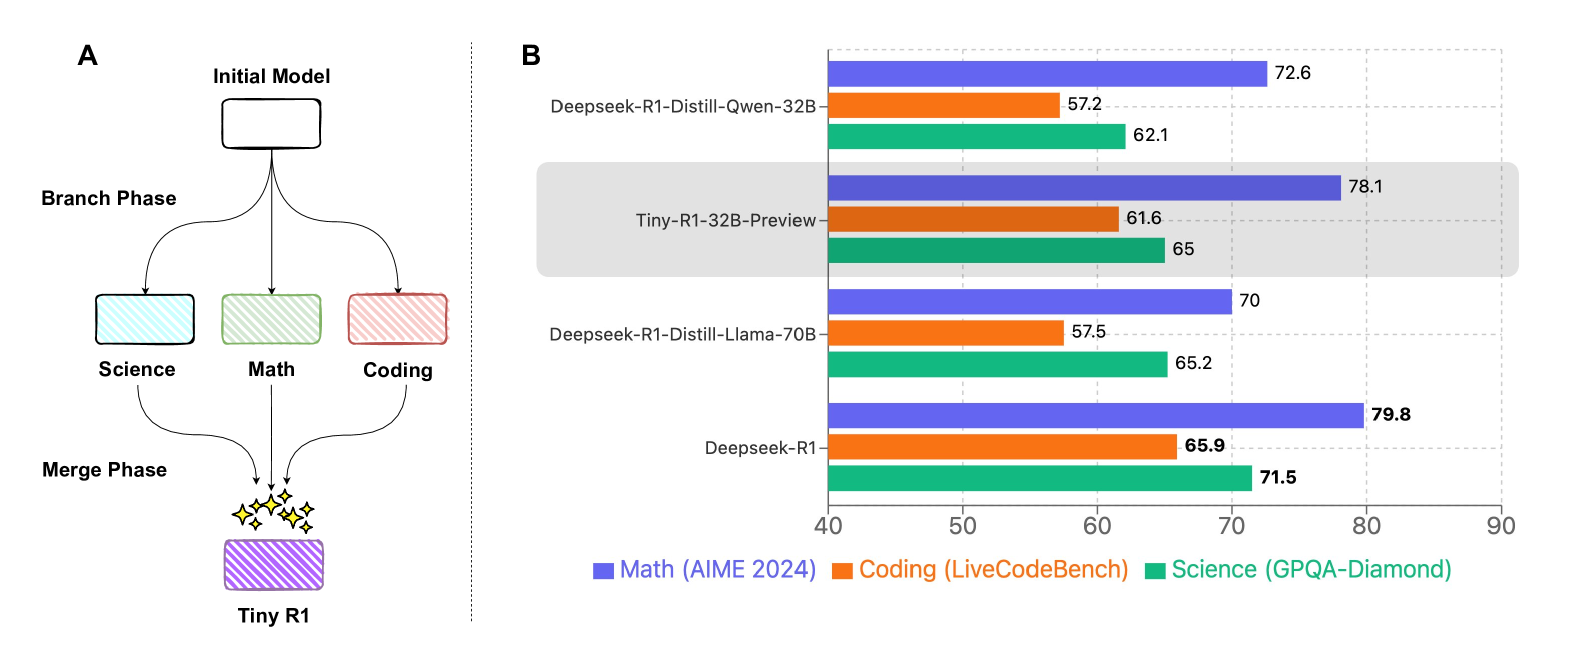 A
Initial Model
Branch Phase
Science
Math
Coding
Merge Phase
Tiny R1
B
Deepseek-R1-Distill-Qwen-32B
72.6
57.2
62.1
Tiny-R1-32B-Preview
78.1
61.6
65
Deepseek-R1-Distill-Llama-70B
70
57.5
65.2
Deepseek-R1
79.8
65.9
71.5
40 50 60 70 80 90
Math (AIME 2024) Coding (LiveCodeBench) Science (GPQA-Diamond)